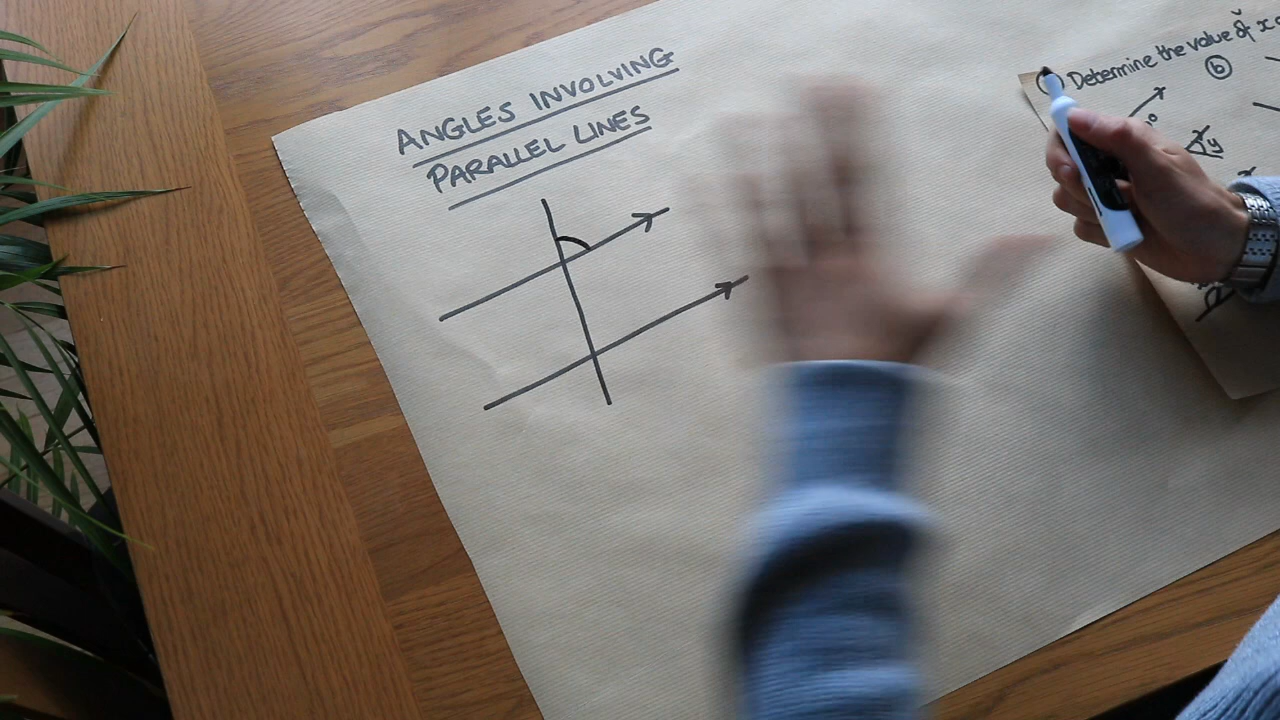 ANGLES INVOLVING
PARALLEL LINES
Determine the value of x
b
y